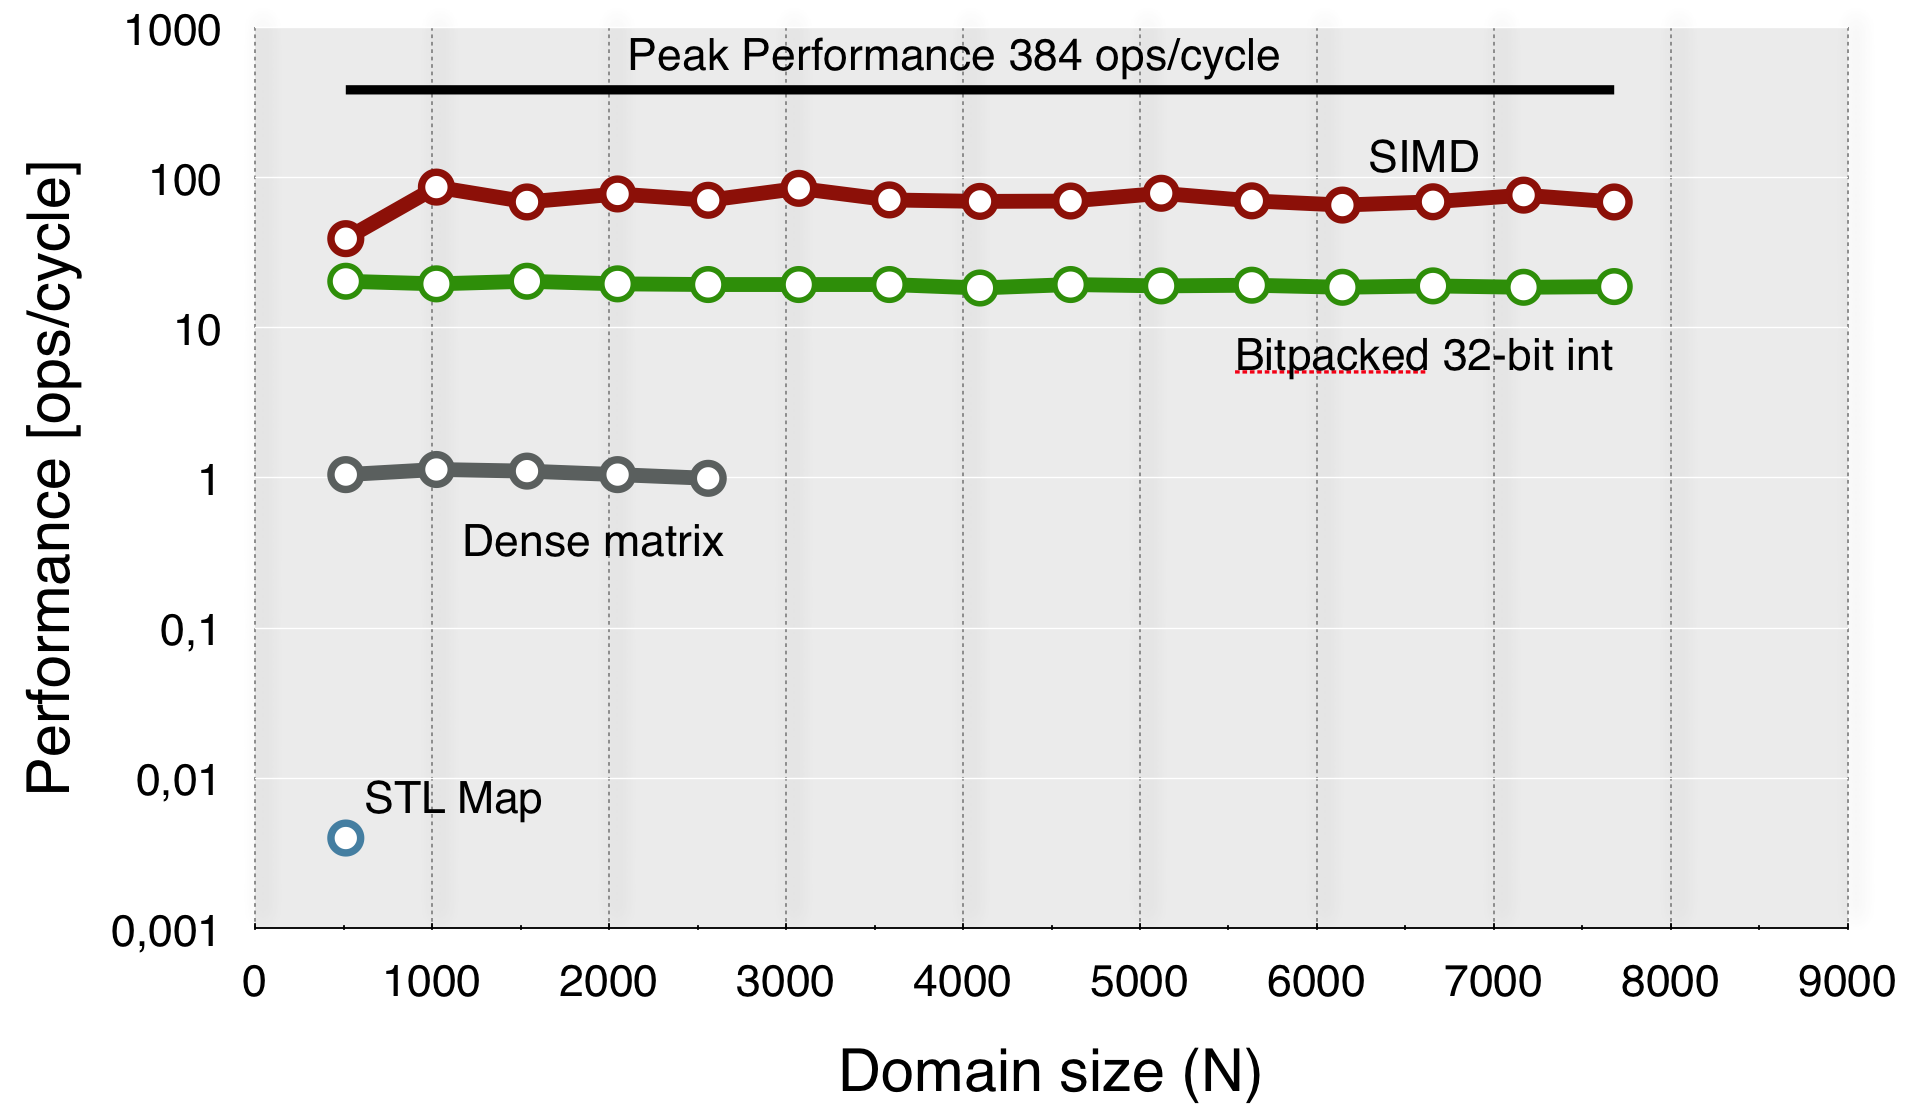 1000
Peak Performance 384 ops/cycle
SIMD
100
10
Bitpacked 32-bit int
1
Dense matrix
0,1
0,01
STL Map
0,001
Performance [ops/cycle]
0 1000 2000 3000 4000 5000 6000 7000 8000 9000
Domain size (N)